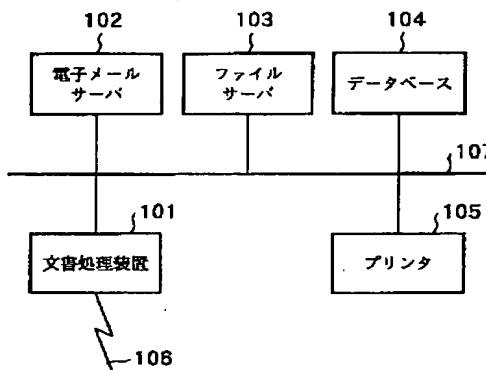 102
103
104
電子メール
サーバ
ファイル
サーバ
データベース
107
101
105
文書処理装置
プリンタ
106